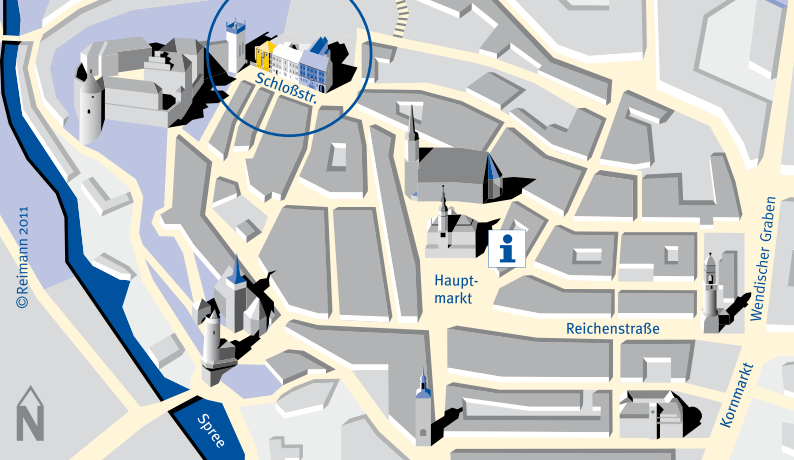 Schloßstr.
©Reimann 2011
Wendischer Graben
i
Haupt-
markt
Reichenstraße
Kornmarkt
Spree
N